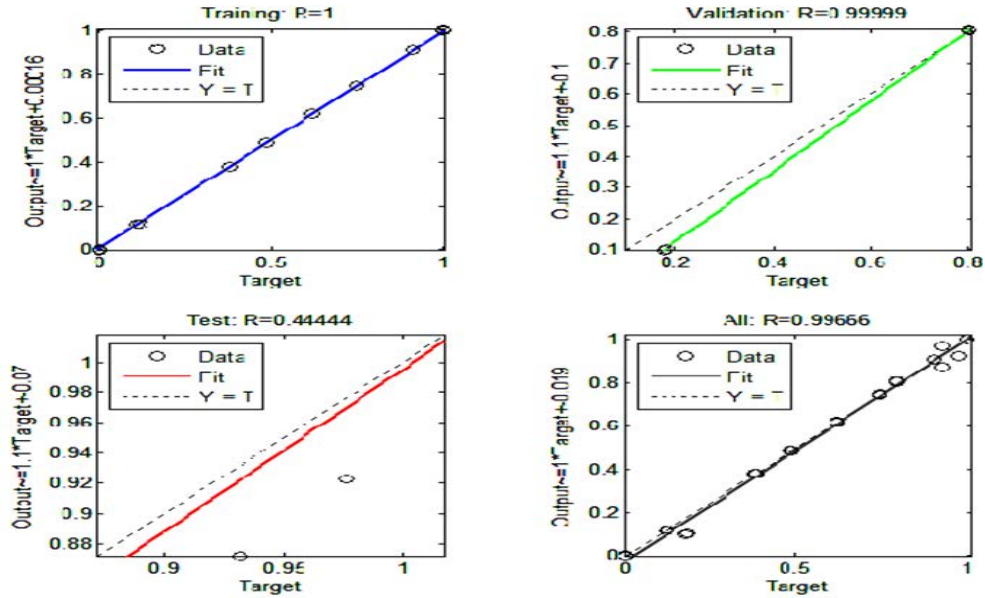 Training: R=1
Output~=1*Target+0.00016
Data
Fit
Y = T
1
0.8
0.6
0.4
0.2
0
0
0.5
1
Target
Validation: R=0.99999
Output~=1.1*Target+-0.1
Data
Fit
Y = T
0.8
0.7
0.6
0.5
0.4
0.3
0.2
0.1
0.2
0.4
0.6
0.8
Target
Test: R=0.44444
Output~=1.1*Target+-0.07
Data
Fit
Y = T
1
0.98
0.96
0.94
0.92
0.9
0.88
0.9
0.95
1
Target
All: R=0.99666
Output~=1*Target+-0.019
Data
Fit
Y = T
1
0.8
0.6
0.4
0.2
0
0
0.5
1
Target